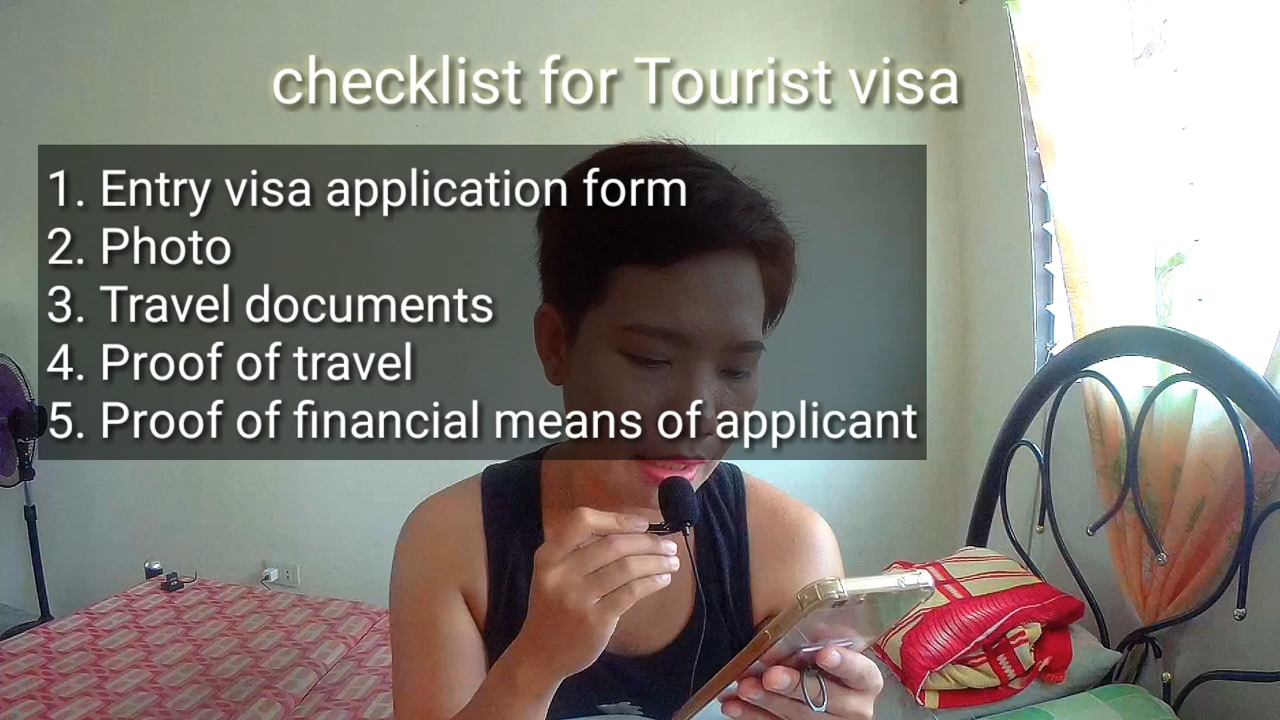 checklist for Tourist visa
1. Entry visa application form
2. Photo
3. Travel documents
4. Proof of travel
5. Proof of financial means of applicant